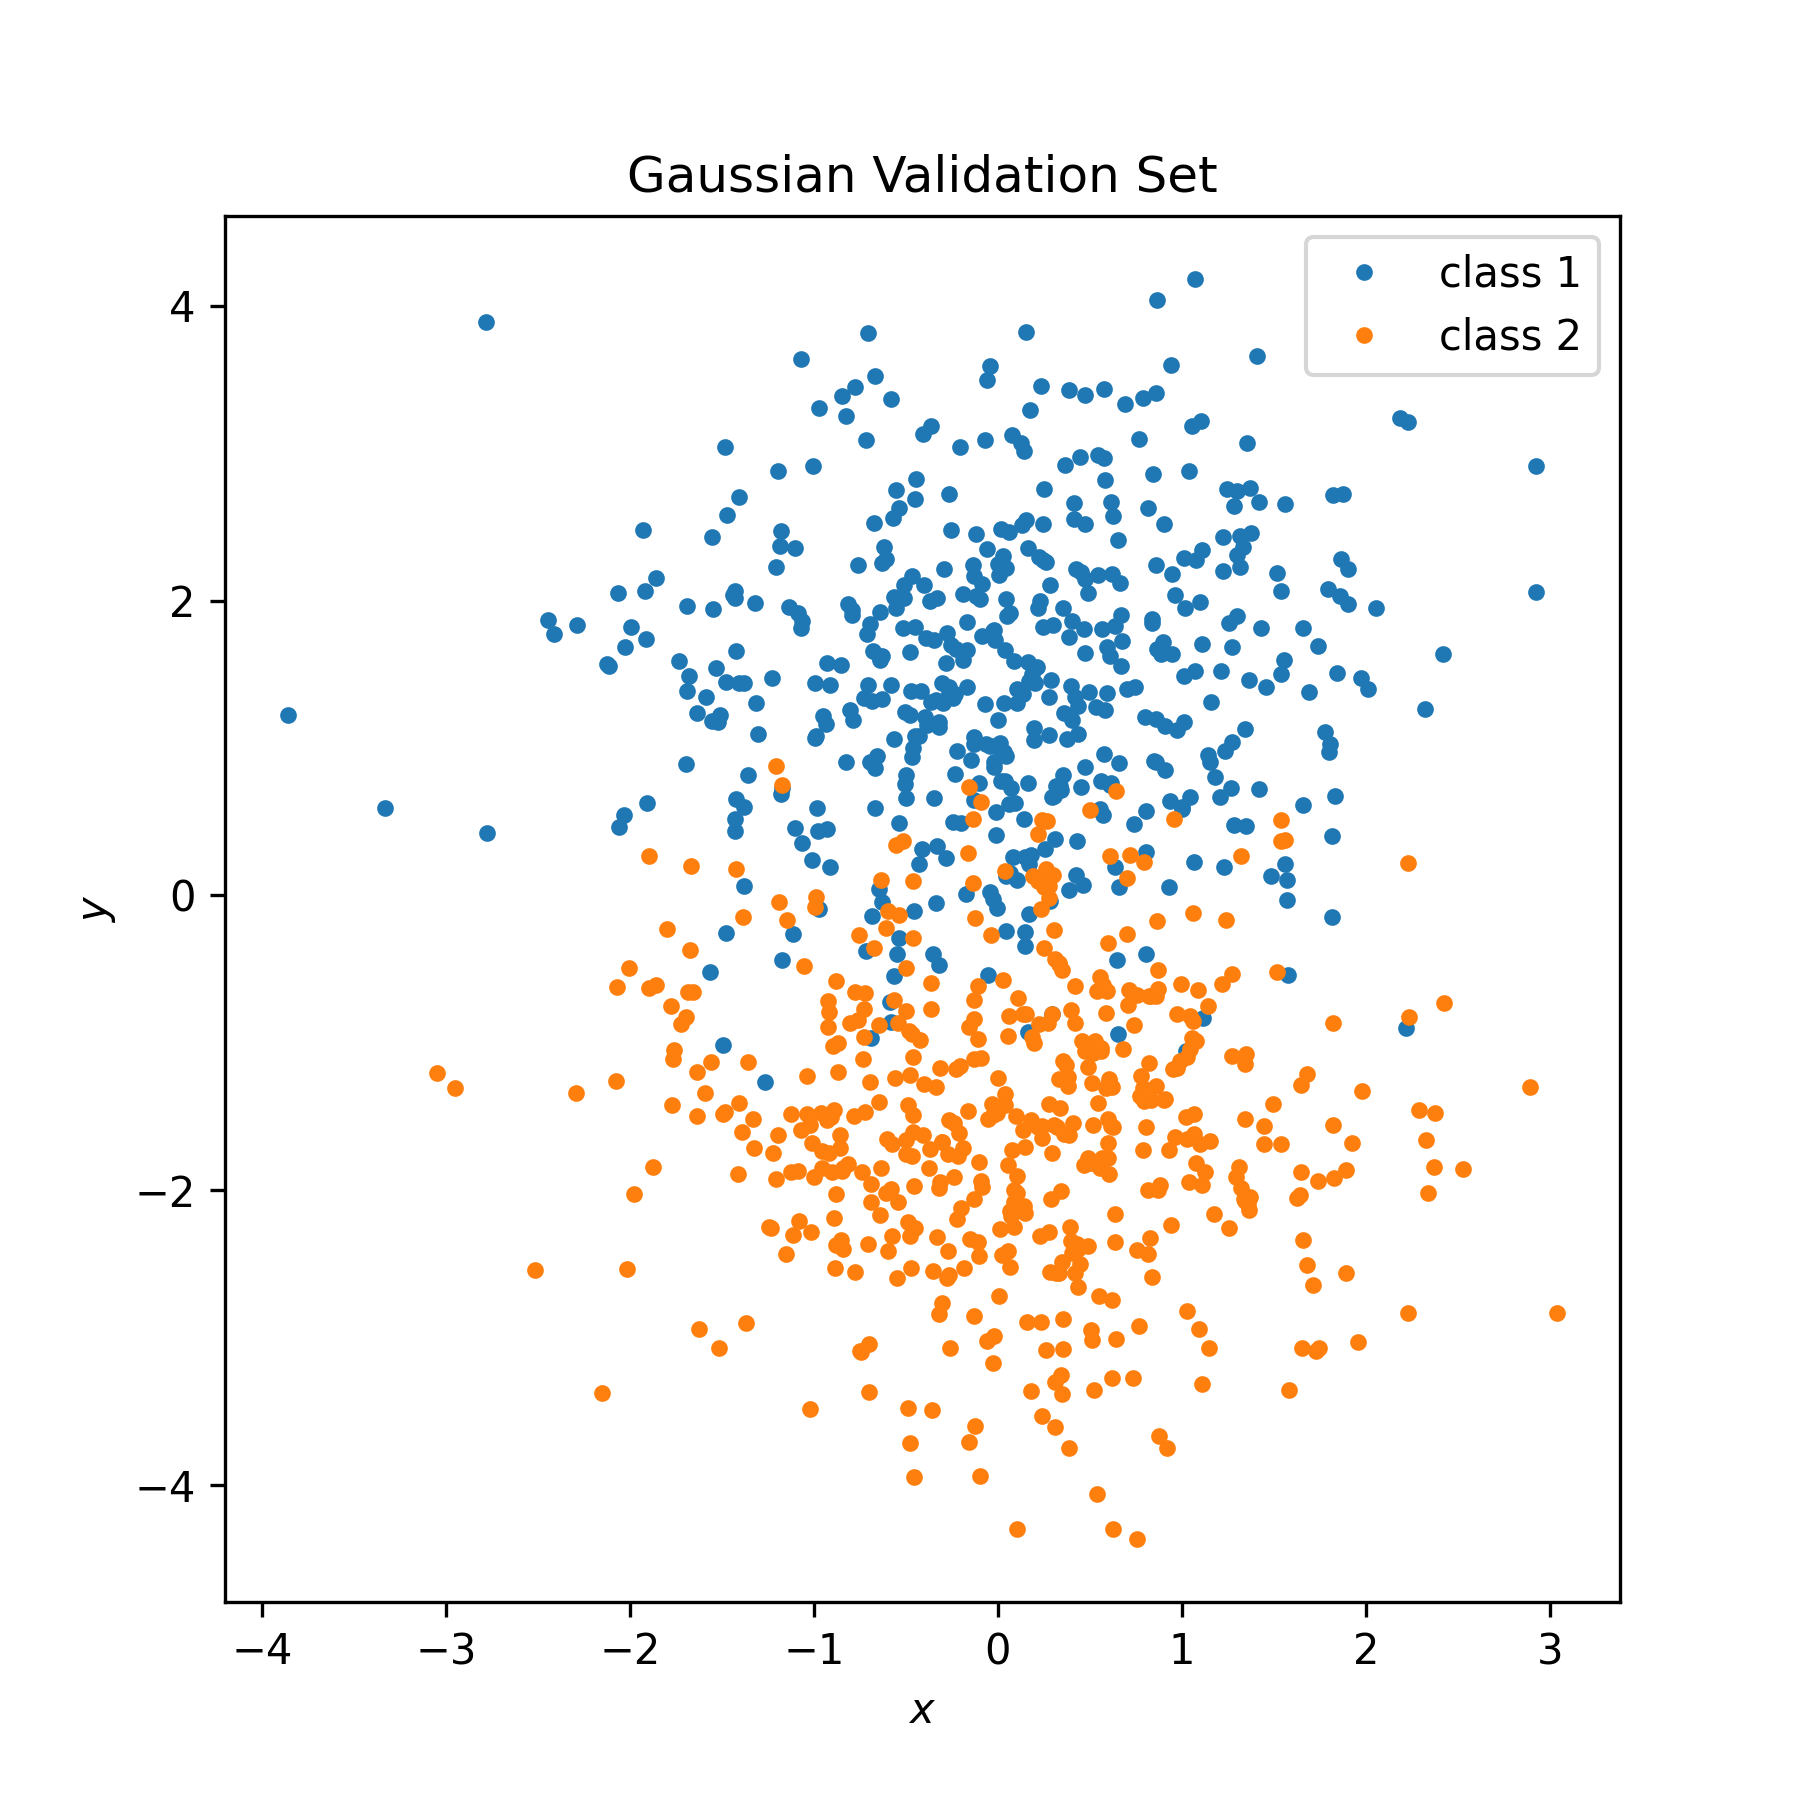 Gaussian Validation Set
class 1
class 2
4
2
0
−2
−4
y
−4 −3 −2 −1 0 1 2 3
x